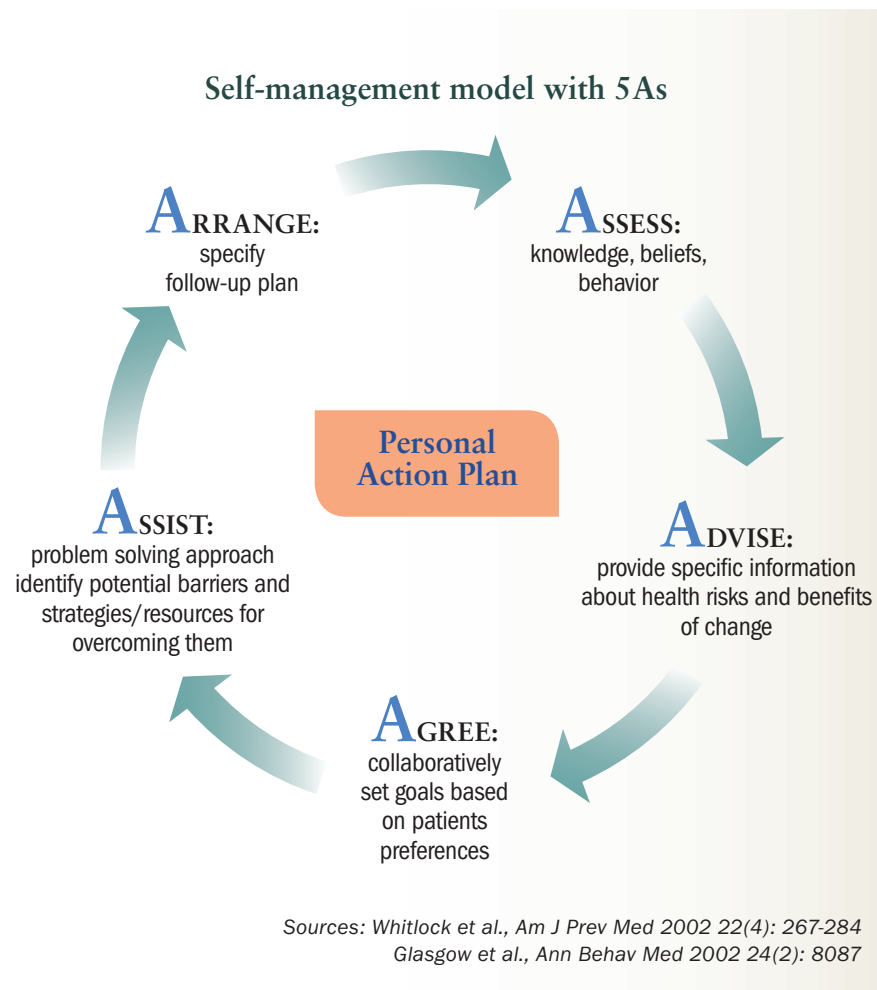 Self-management model with 5As
ARRANGE:
specify
follow-up plan
ASSESS:
knowledge, beliefs,
behavior
Personal
Action Plan
ASSIST:
problem solving approach
identify potential barriers and
strategies/resources for
overcoming them
ADVISE:
provide specific information
about health risks and benefits
of change
AGREE:
collaboratively
set goals based
on patients
preferences
Sources: Whitlock et al., Am J Prev Med 2002 22(4): 267-284
Glasgow et al., Ann Behav Med 2002 24(2): 8087